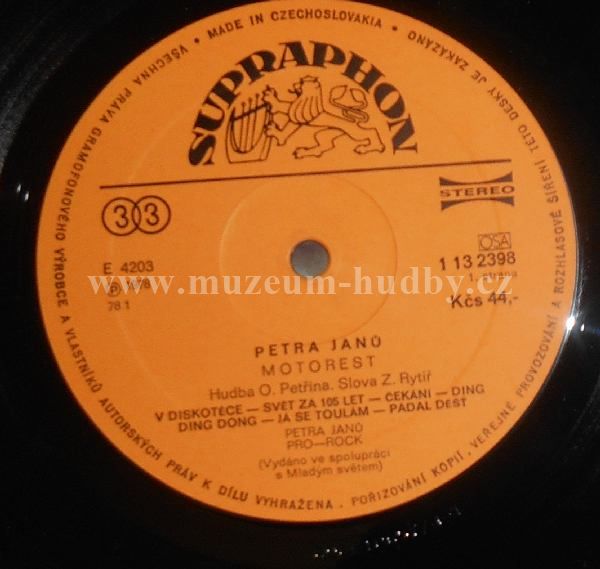 VŠECHNA PRÁVA GRAMOFONOVÉHO VÝROBCE A VLASTNÍKŮ AUTORSKÝCH PRÁV K DÍLU VYHRAŽENA. POŘIZOVÁNÍ KOPIÍ, VEŘEJNÉ PROVOZOVÁNÍ A ROZHLASOVÉ ŠÍŘENÍ TÉTO DESKY JE ZAKÁZÁNO • MADE IN CZECHOSLOVAKIA •
SUPRAPHON
33
STEREO
E 4203
℗ 1978
78.1
OSA
1 13 2398
1. strana
Kčs 44,-
www.muzeum-hudby.cz
PETRA JANŮ
MOTOREST
Hudba O. Petřina. Slova Z. Rytíř
V DISKOTÉCE — SVĚT ZA 105 LET — ČEKÁNÍ — DING
DING DONG — JÁ SE TOULÁM — PADAL DÉŠŤ
PETRA JANŮ
PRO—ROCK
(Vydáno ve spolupráci
s Mladým světem)